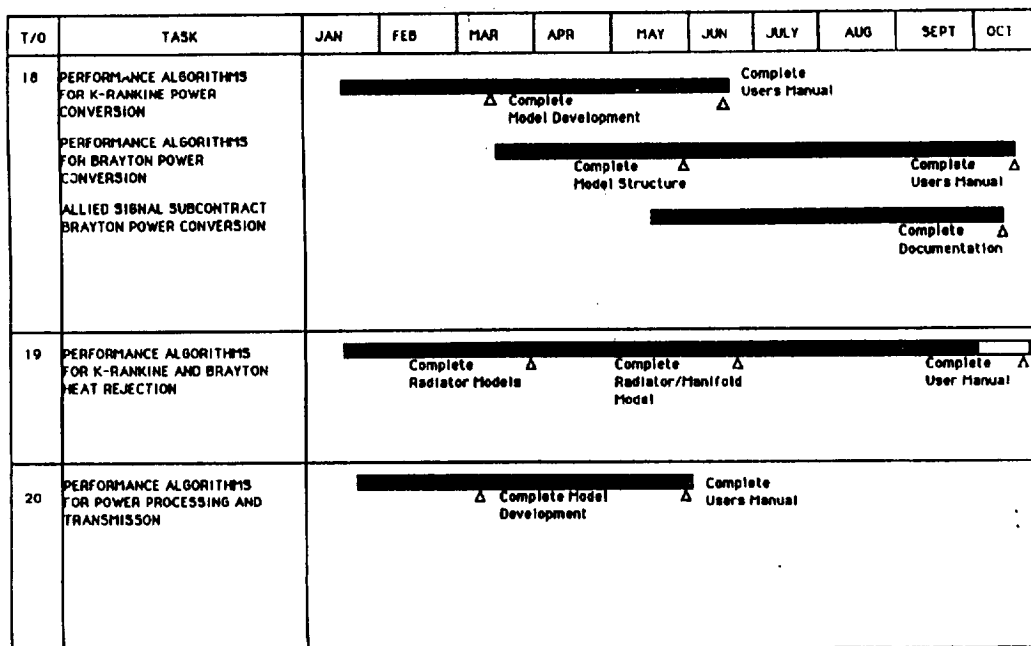 T/O TASK JAN FEB MAR APR MAY JUN JULY AUG SEPT OCT
18 PERFORMANCE ALGORITHMS
FOR K-RANKINE POWER
CONVERSION
Complete
Users Manual
Complete
Model Development
PERFORMANCE ALGORITHMS
FOR BRAYTON POWER
CONVERSION
Complete
Model Structure
Complete
Users Manual
ALLIED SIGNAL SUBCONTRACT
BRAYTON POWER CONVERSION
Complete
Documentation
19 PERFORMANCE ALGORITHMS
FOR K-RANKINE AND BRAYTON
HEAT REJECTION
Complete
Radiator Models
Complete
Radiator/Manifold
Model
Complete
User Manual
20 PERFORMANCE ALGORITHMS
FOR POWER PROCESSING AND
TRANSMISSON
Complete Model
Development
Complete
Users Manual